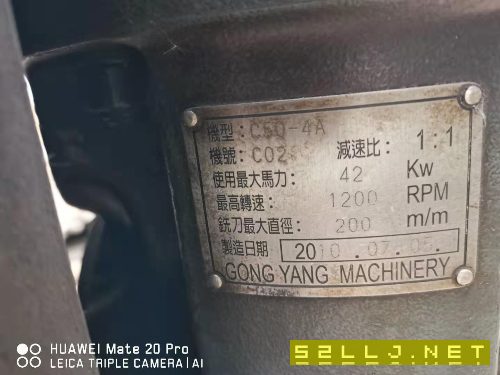 機型: C50-4A
機號: C02 減速比: 1:1
使用最大馬力: 42 Kw
最高轉速: 1200 RPM
銑刀最大直徑: 200 m/m
製造日期 2010.07.05.
GONG YANG MACHINERY
HUAWEI Mate 20 Pro
LEICA TRIPLE CAMERA | AI
52LLJ.NET